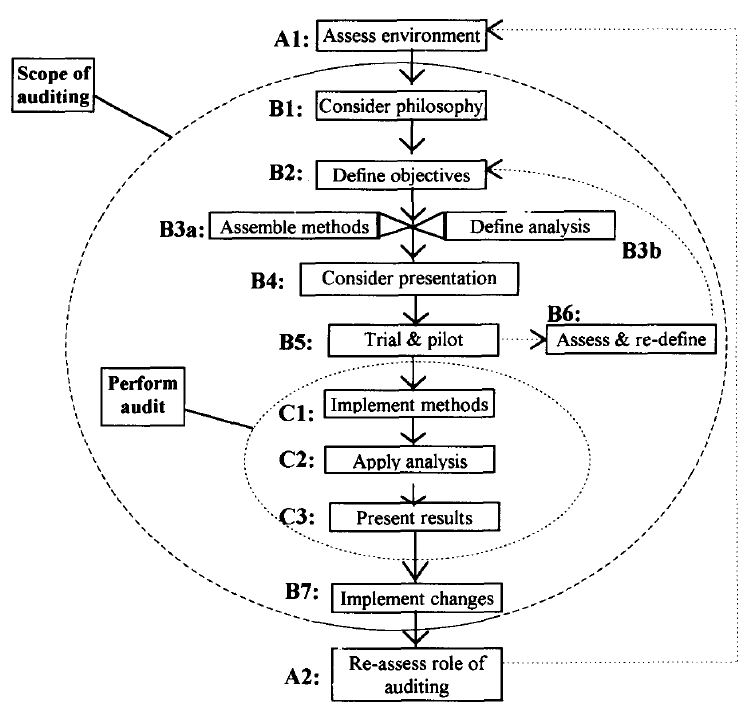 A1: Assess environment
Scope of
auditing
B1: Consider philosophy
B2: Define objectives
B3a: Assemble methods
Define analysis
B3b
B4: Consider presentation
B6:
B5: Trial & pilot
Assess & re-define
Perform
audit
C1: Implement methods
C2: Apply analysis
C3: Present results
B7: Implement changes
A2: Re-assess role of
auditing